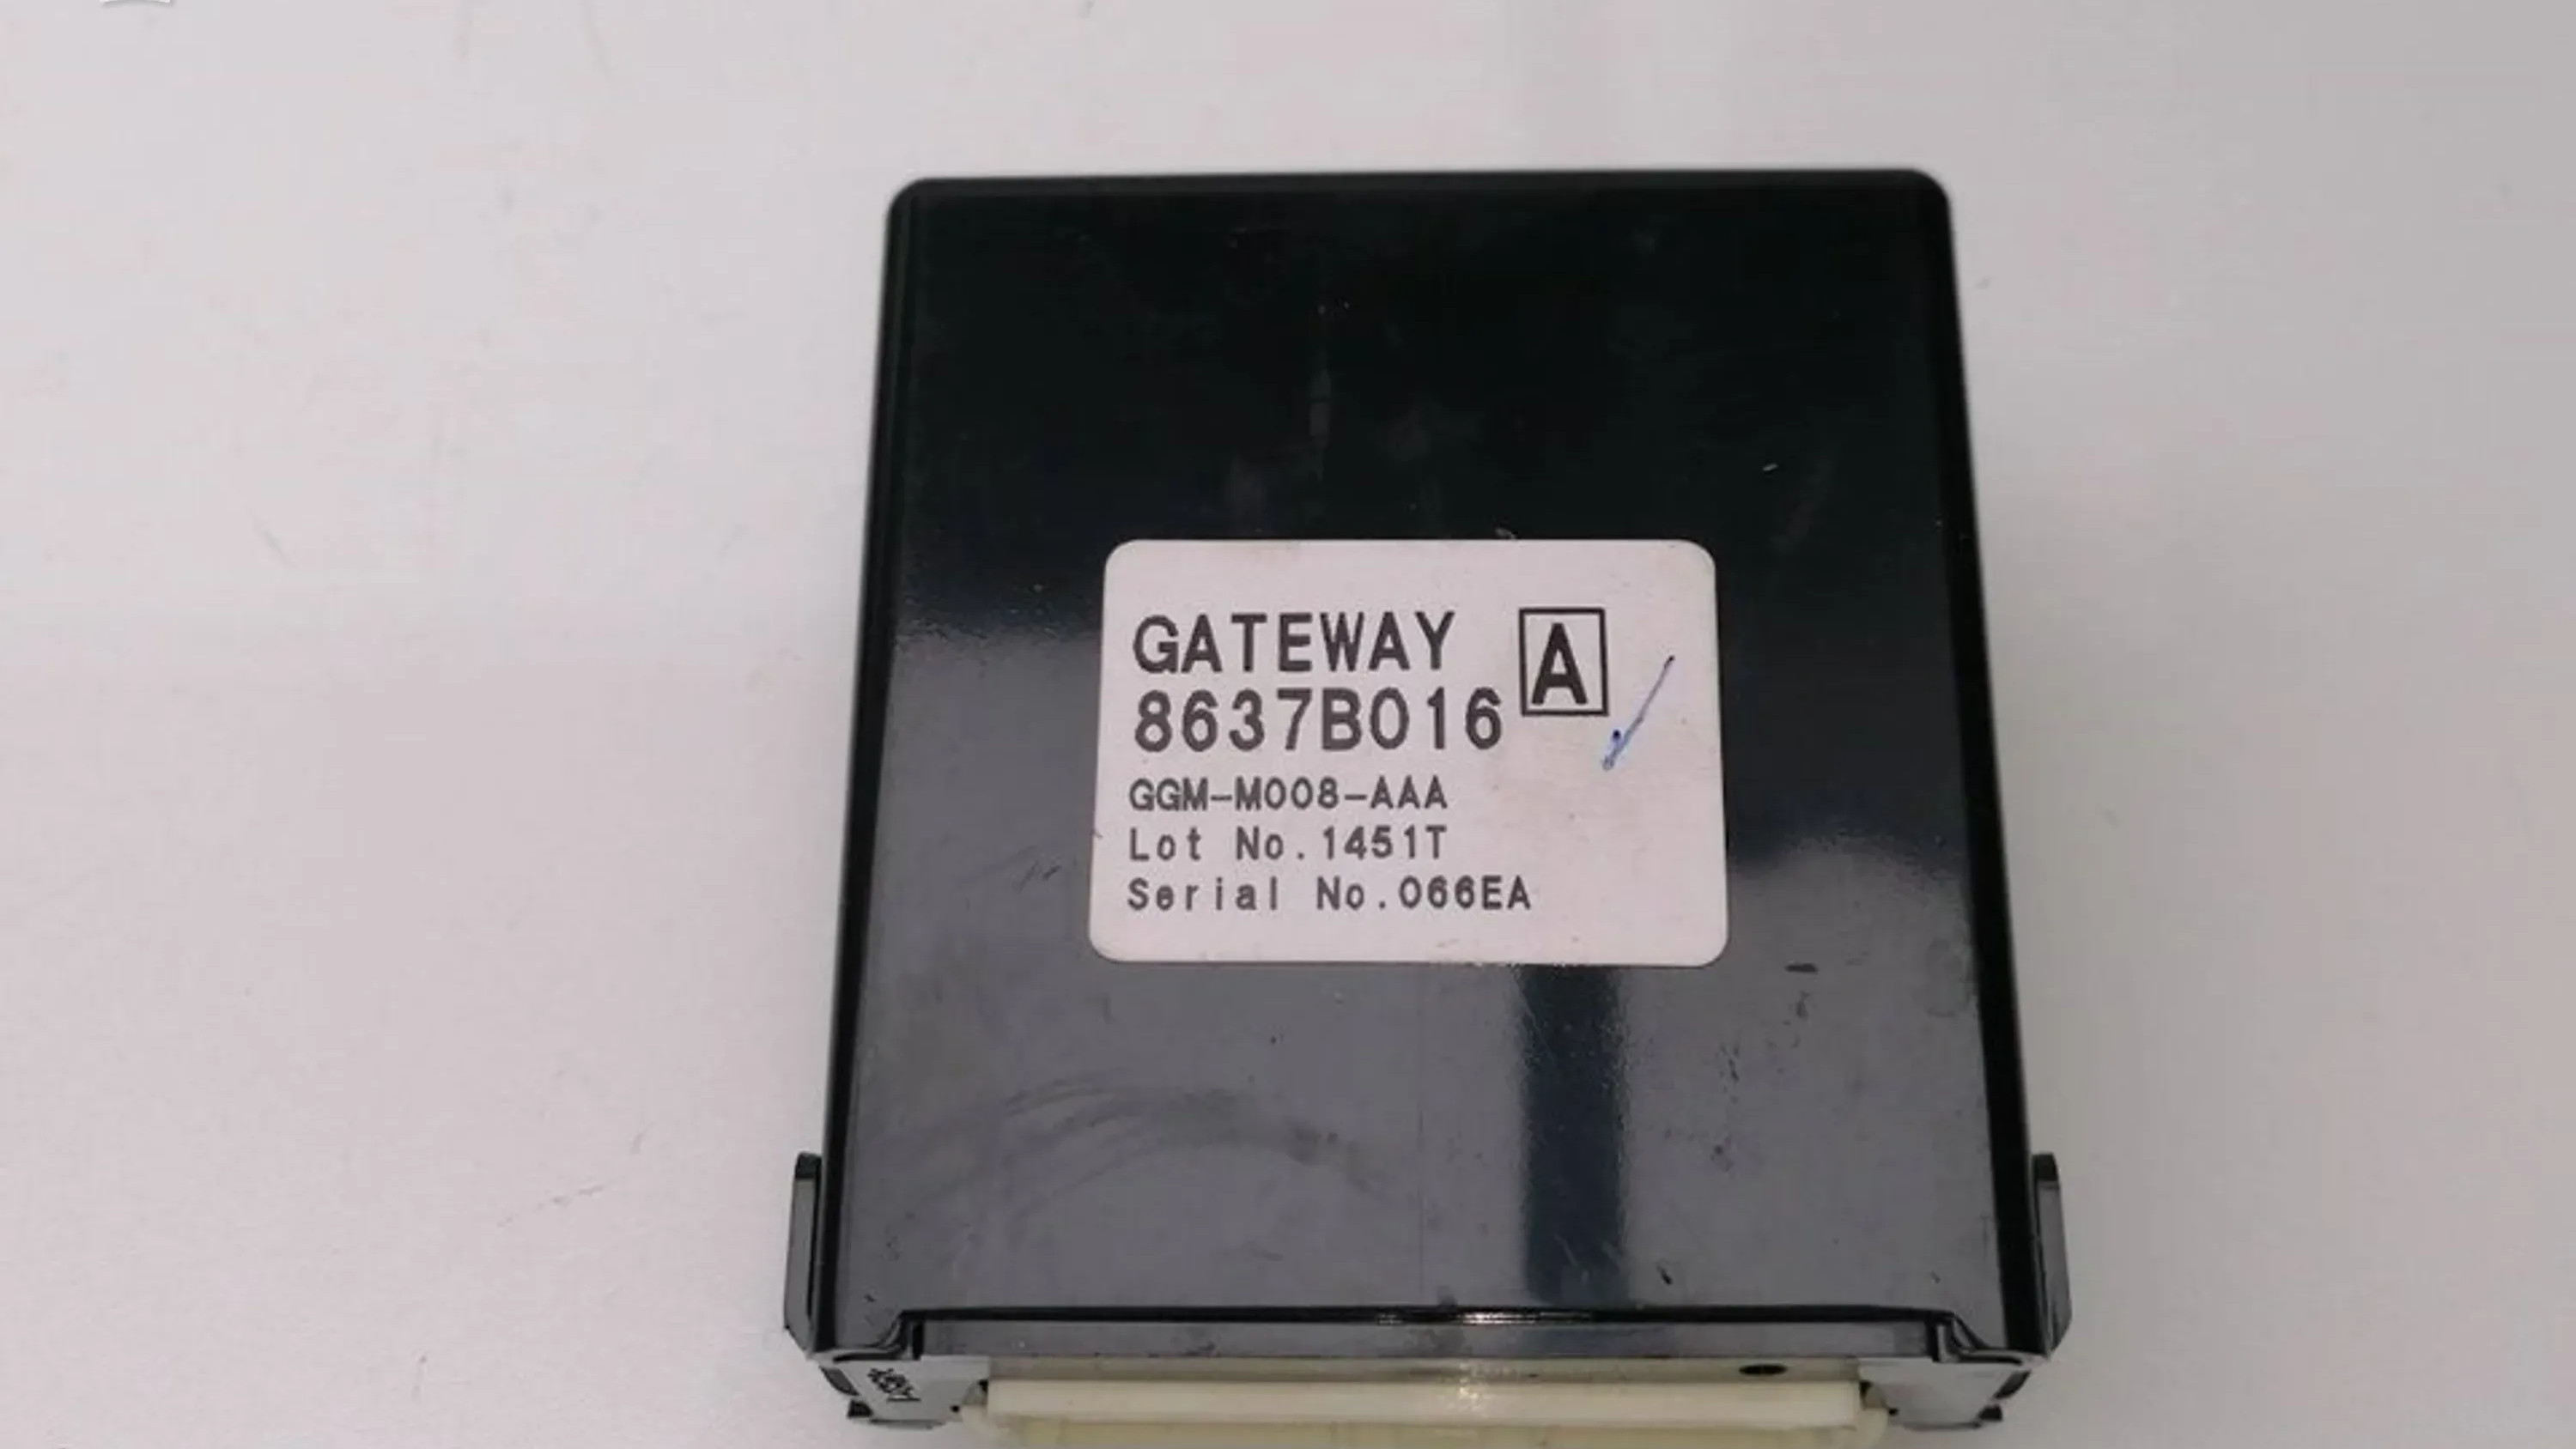 GATEWAY A
8637B016
GGM-M008-AAA
Lot No.1451T
Serial No.066EA